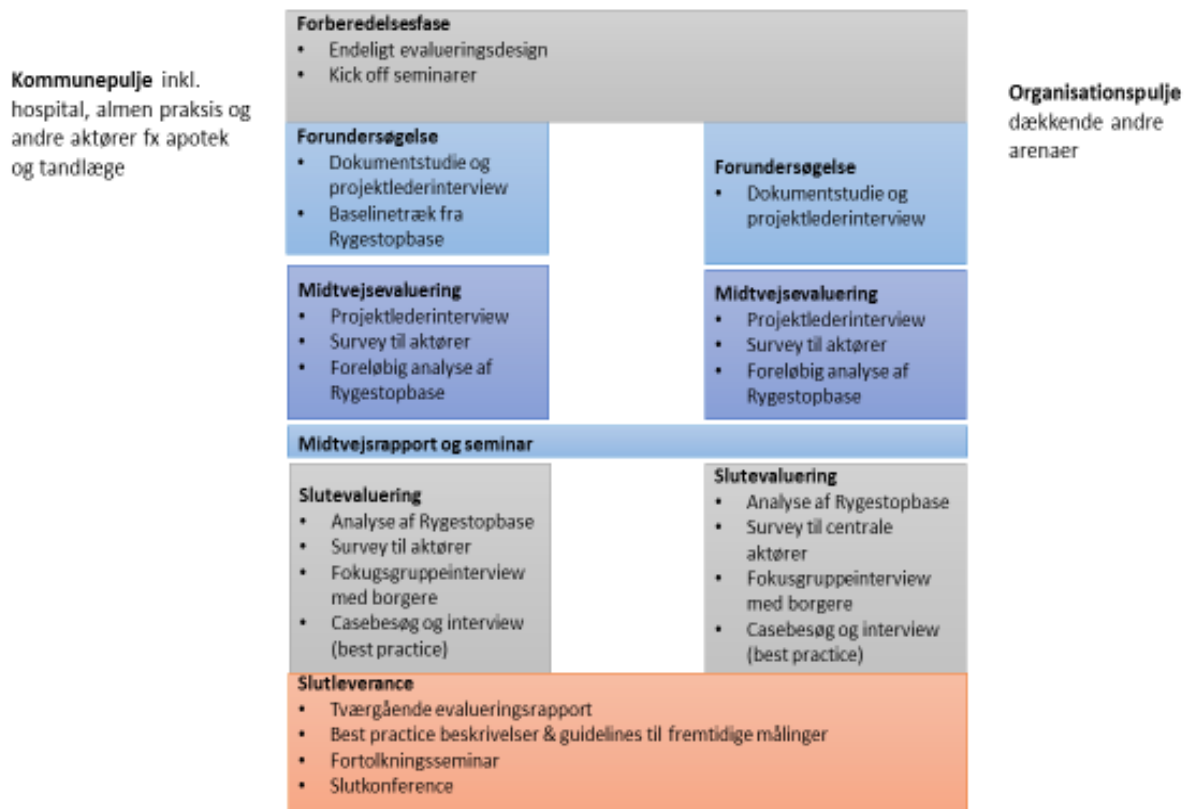 Forberedelsesfase
• Endeligt evalueringsdesign
• Kick off seminarer
Kommunepulje inkl.
hospital, almen praksis og
andre aktører fx apotek
og tandlæge
Organisationspulje
dækkende andre
arenaer
Forundersøgelse
• Dokumentstudie og
projektlederinterview
• Baselinetræk fra
Rygestopbase
Forundersøgelse
• Dokumentstudie og
projektlederinterview
Midtvejsevaluering
• Projektlederinterview
• Survey til aktører
• Foreløbig analyse af
Rygestopbase
Midtvejsevaluering
• Projektlederinterview
• Survey til aktører
• Foreløbig analyse af
Rygestopbase
Midtvejsrapport og seminar
Slutevaluering
• Analyse af Rygestopbase
• Survey til aktører
• Fokugsgruppeinterview
med borgere
• Casebesøg og interview
(best practice)
Slutevaluering
• Analyse af Rygestopbase
• Survey til centrale
aktører
• Fokusgruppeinterview
med borgere
• Casebesøg og interview
(best practice)
Slutleverance
• Tværgående evalueringsrapport
• Best practice beskrivelser & guidelines til fremtidige målinger
• Fortolkningsseminar
• Slutkonference